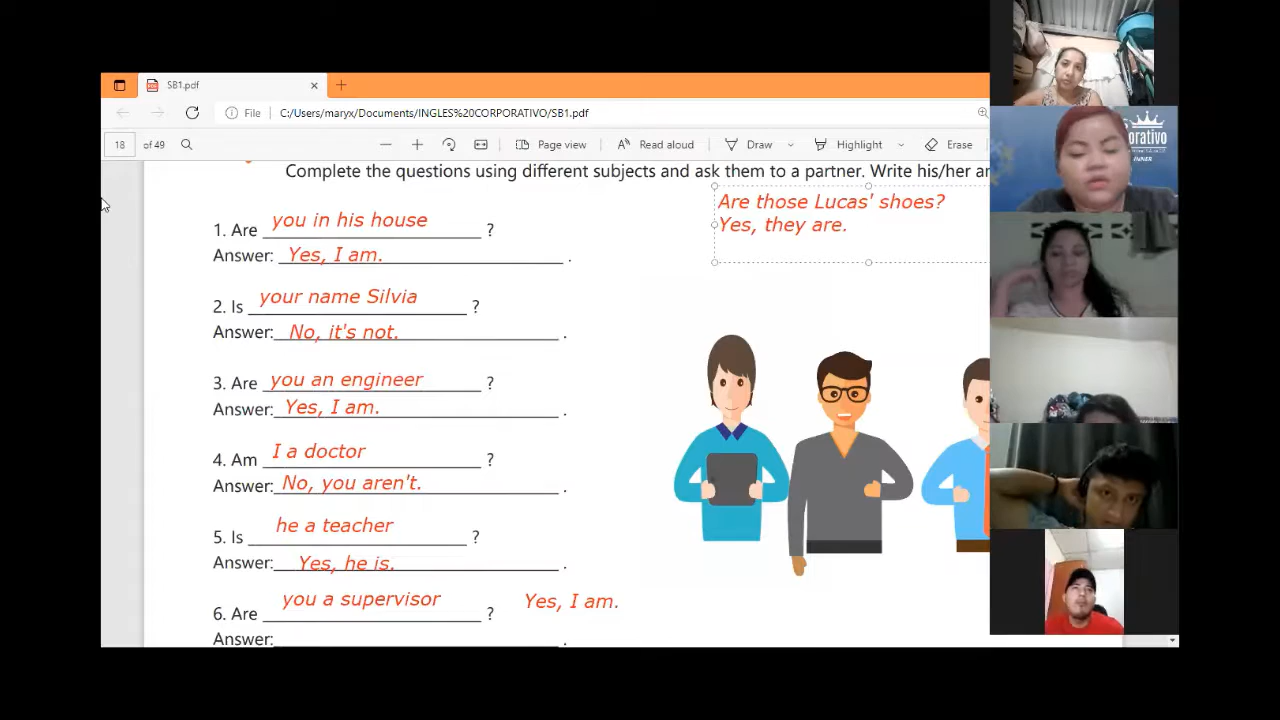 SB1.pdf
File
C:/Users/maryx/Documents/INGLES%20CORPORATIVO/SB1.pdf
18 of 49
Page view
Read aloud
Draw
Highlight
Erase
Complete the questions using different subjects and ask them to a partner. Write his/her an
Are those Lucas' shoes?
Yes, they are.
1. Are you in his house ?
Answer: Yes, I am. .
2. Is your name Silvia ?
Answer: No, it's not. .
3. Are you an engineer ?
Answer: Yes, I am. .
4. Am I a doctor ?
Answer: No, you aren't. .
5. Is he a teacher ?
Answer: Yes, he is. .
6. Are you a supervisor ? Yes, I am.
Answer:
orativo
INNER